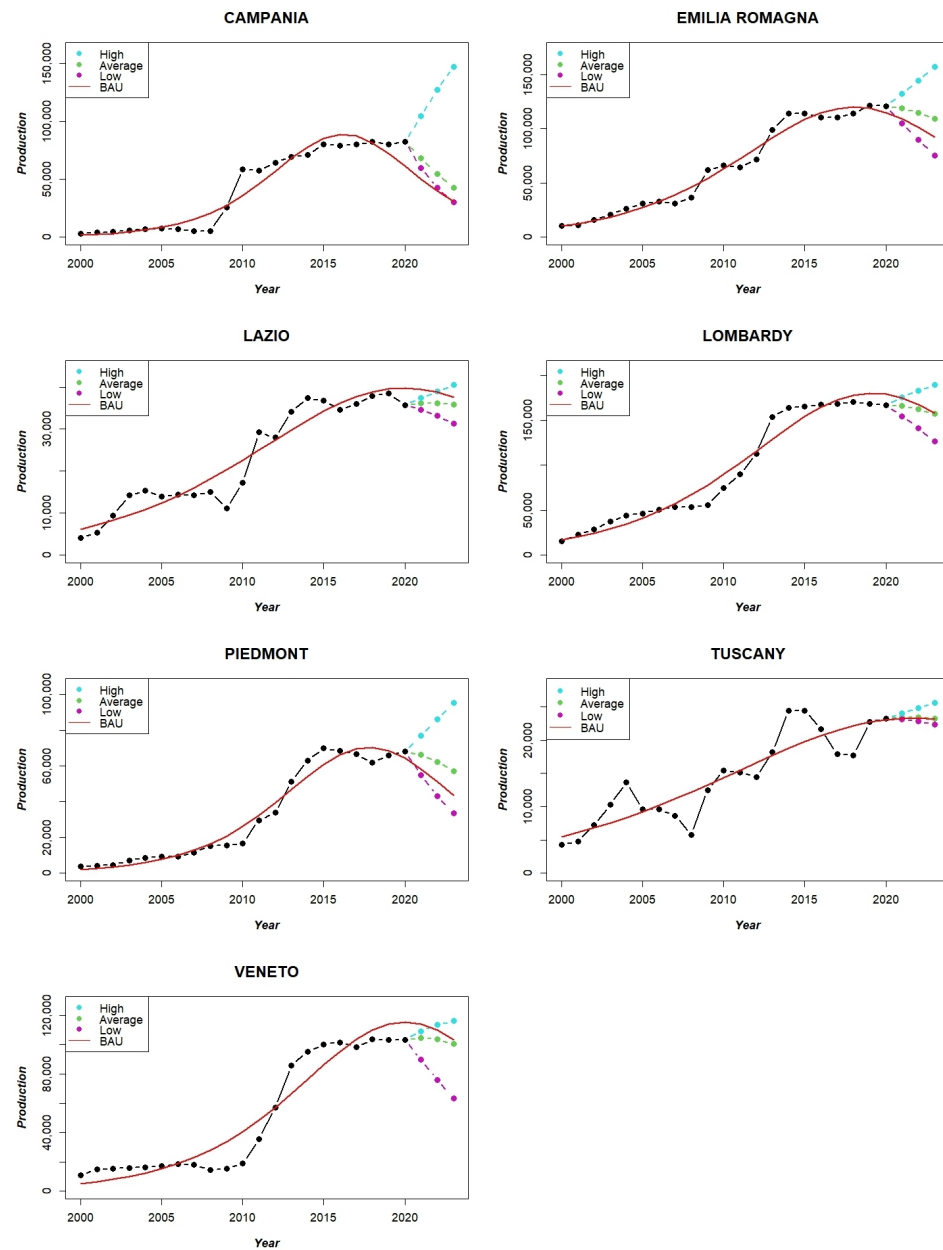 CAMPANIA
High
Average
Low
BAU
Production
0
50,000
100,000
150,000
2000 2005 2010 2015 2020
Year
EMILIA ROMAGNA
High
Average
Low
BAU
Production
0
50,000
100,000
150,000
2000 2005 2010 2015 2020
Year
LAZIO
High
Average
Low
BAU
Production
0
10,000
30,000
2000 2005 2010 2015 2020
Year
LOMBARDY
High
Average
Low
BAU
Production
0
50,000
150,000
2000 2005 2010 2015 2020
Year
PIEDMONT
High
Average
Low
BAU
Production
0
20,000
60,000
100,000
2000 2005 2010 2015 2020
Year
TUSCANY
High
Average
Low
BAU
Production
0
10,000
20,000
2000 2005 2010 2015 2020
Year
VENETO
High
Average
Low
BAU
Production
0
40,000
80,000
120,000
2000 2005 2010 2015 2020
Year